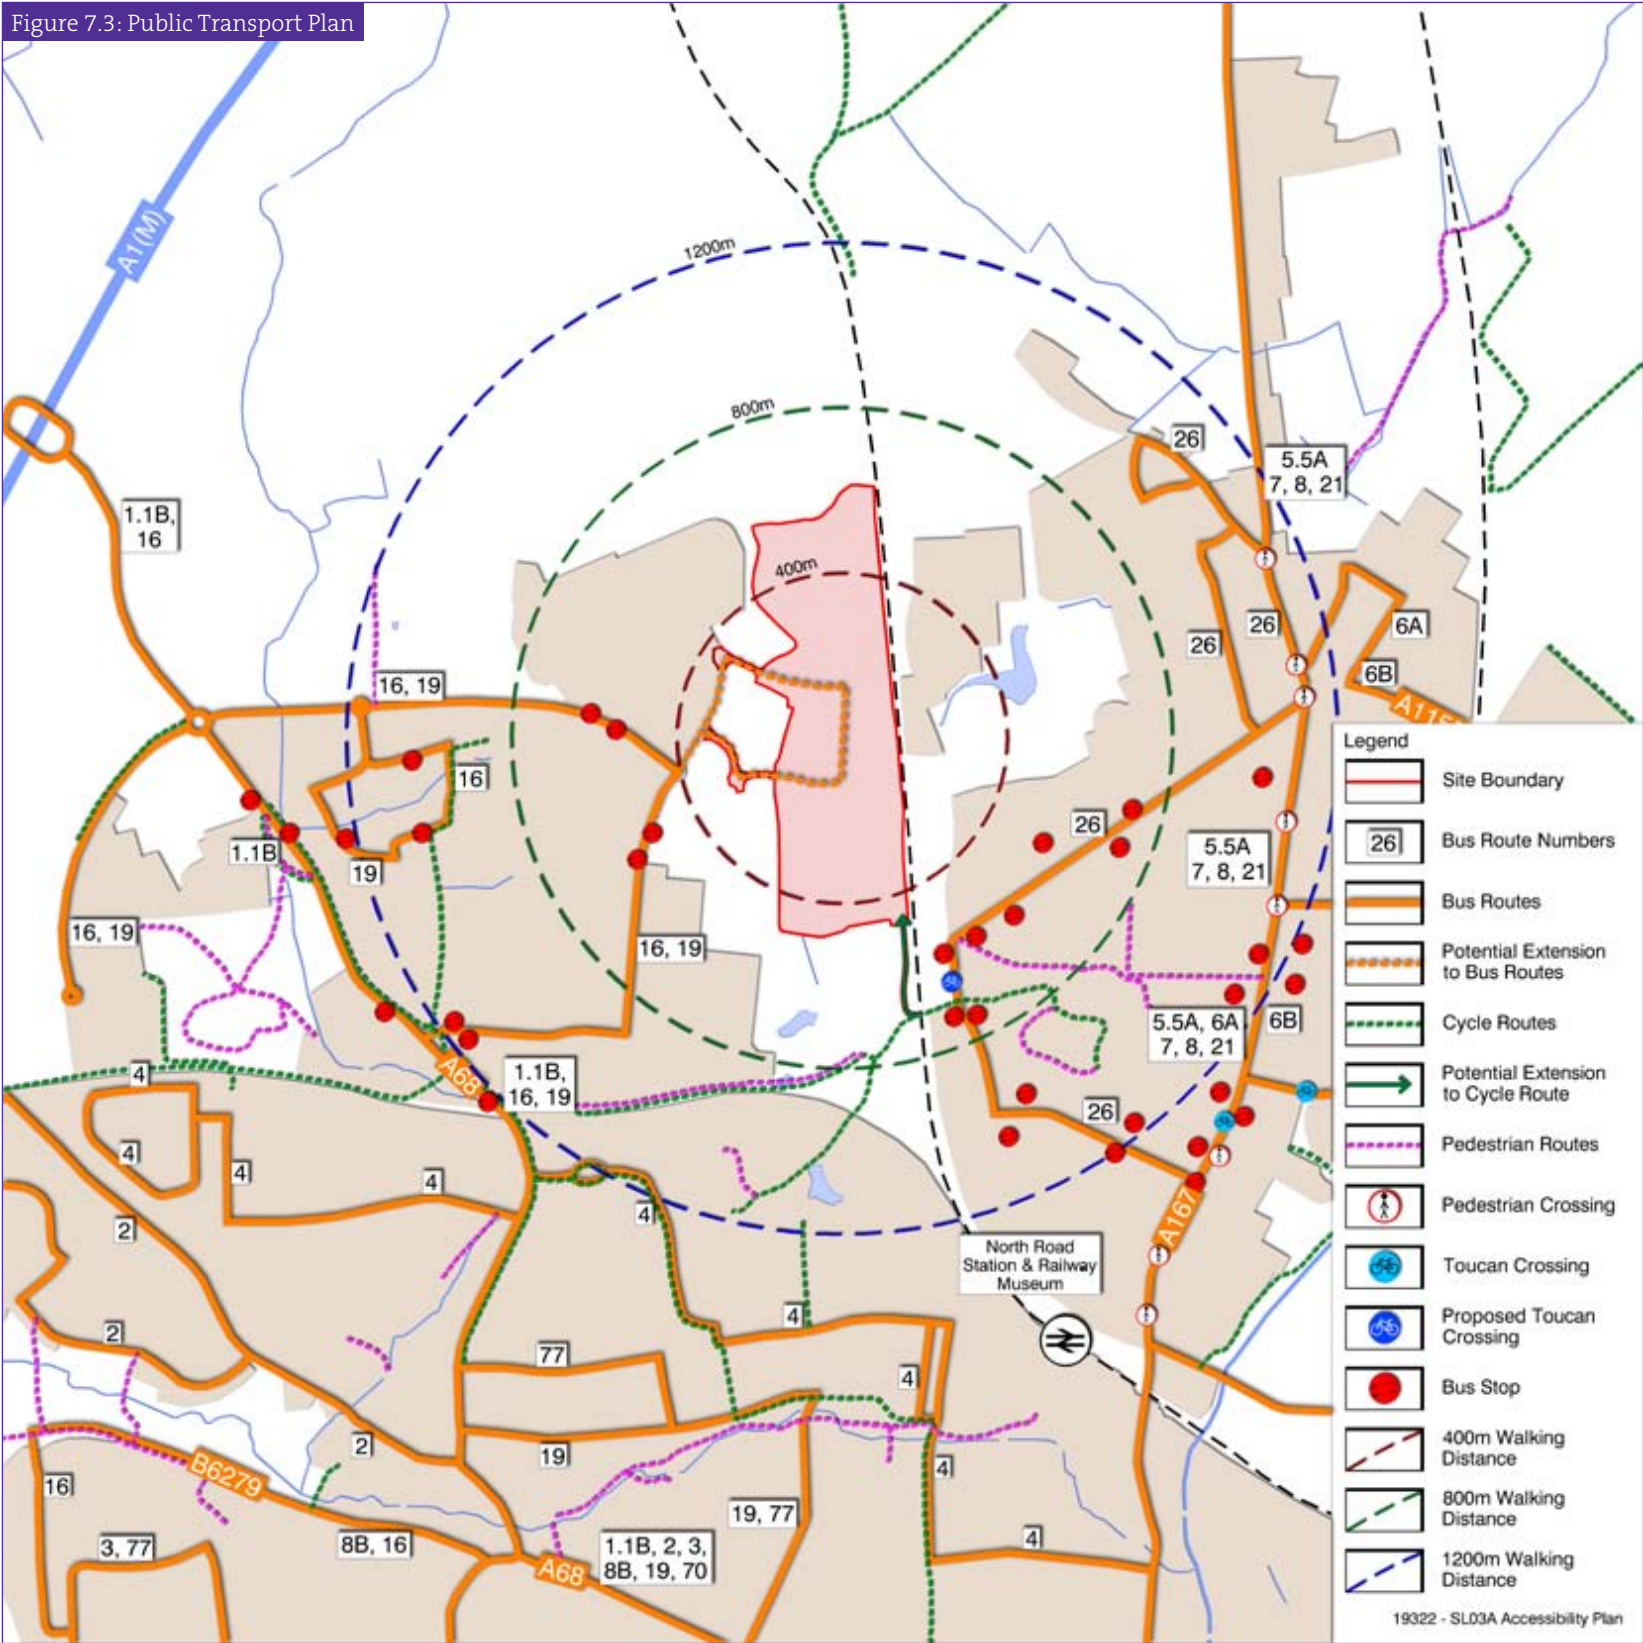 Figure 7.3: Public Transport Plan
A1(M)
1200m
800m
400m
26
5.5A
7, 8, 21
1.1B,
16
26
26
6A
6B
16, 19
16
1.1B
19
26
5.5A
7, 8, 21
16, 19
16, 19
5.5A, 6A
7, 8, 21
6B
4
A68
1.1B,
16, 19
26
4
4
4
2
4
A167
North Road
Station & Railway
Museum
4
2
77
4
2
19
4
16
B6279
19, 77
8B, 16
3, 77
A68
1.1B, 2, 3,
8B, 19, 70
4
Legend
Site Boundary
26
Bus Route Numbers
Bus Routes
Potential Extension
to Bus Routes
Cycle Routes
Potential Extension
to Cycle Route
Pedestrian Routes
Pedestrian Crossing
Toucan Crossing
Proposed Toucan
Crossing
Bus Stop
400m Walking
Distance
800m Walking
Distance
1200m Walking
Distance
19322 - SL03A Accessibility Plan